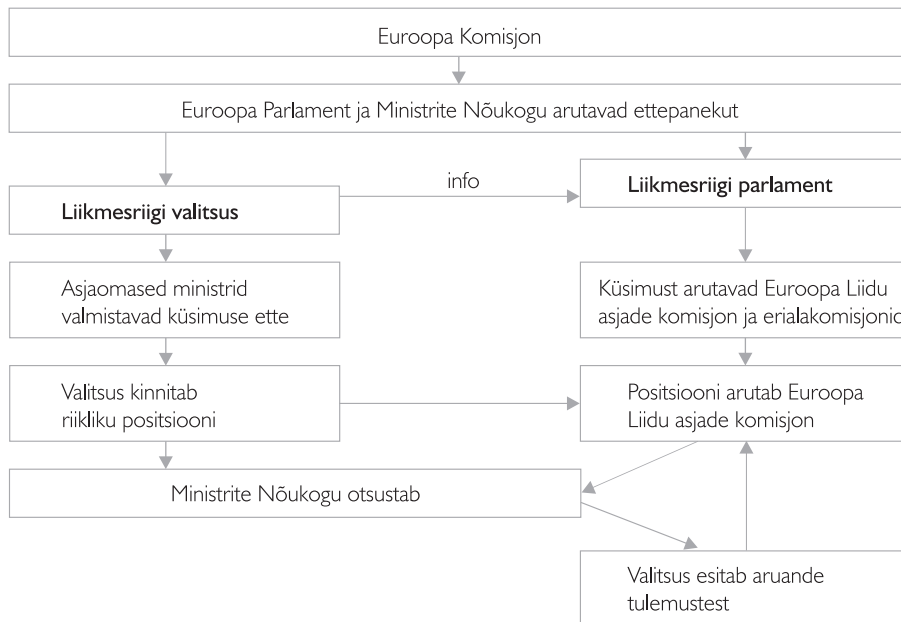 Euroopa Komisjon
Euroopa Parlament ja Ministrite Nõukogu arutavad ettepanekut
info
Liikmesriigi parlament
Liikmesriigi valitsus
Asjaomased ministrid
valmistavad küsimuse ette
Küsimust arutavad Euroopa Liidu
asjade komisjon ja erialakomisjonid
Valitsus kinnitab
riikliku positsiooni
Positsiooni arutab Euroopa
Liidu asjade komisjon
Ministrite Nõukogu otsustab
Valitsus esitab aruande
tulemustest